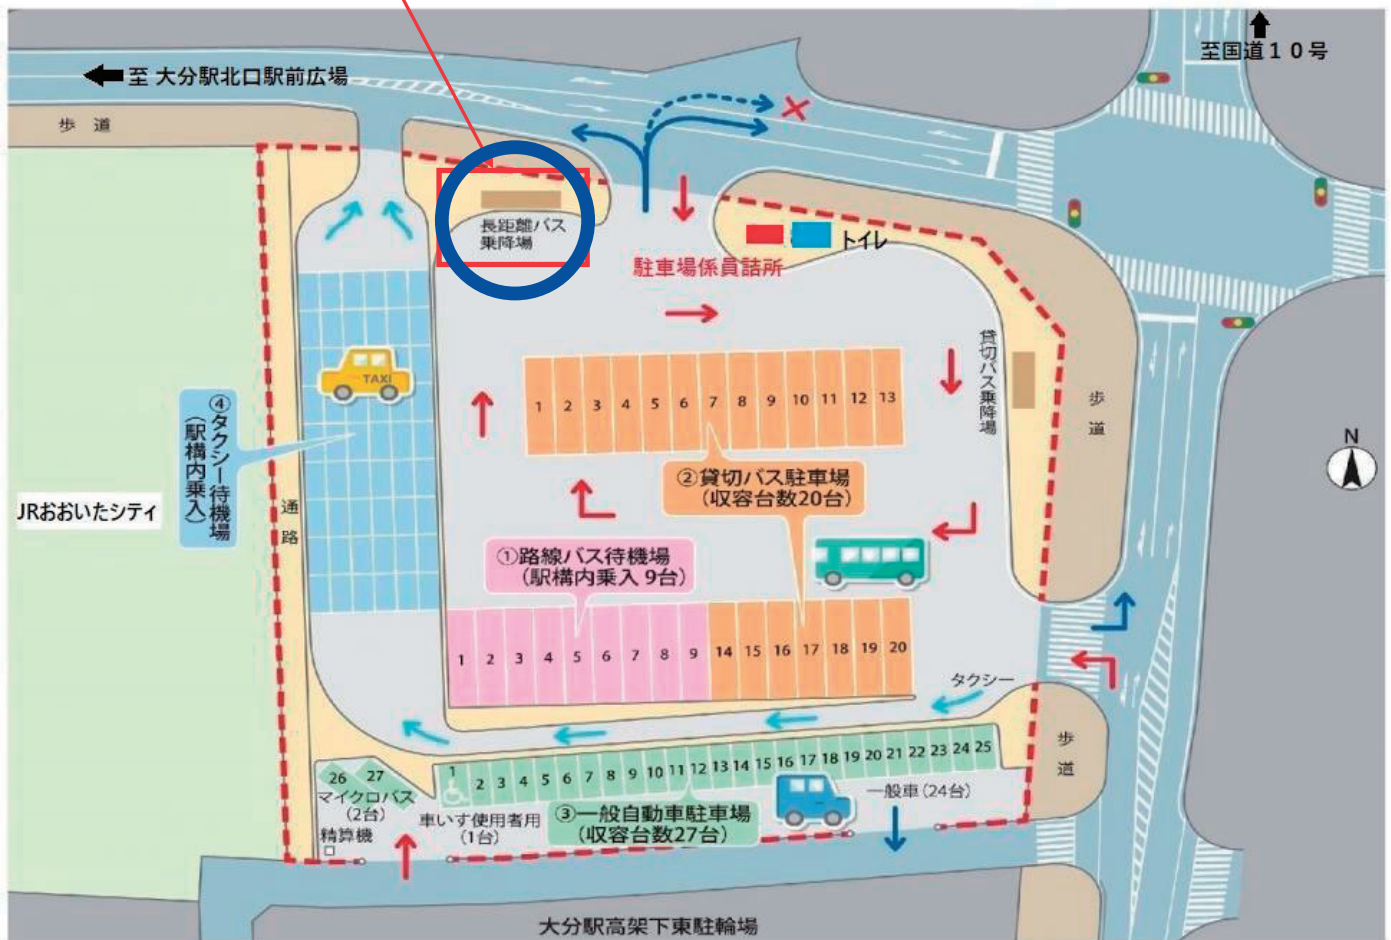 至 大分駅北口駅前広場
至国道10号
歩 道
長距離バス
乗降場
トイレ
駐車場係員詰所
貸切バス乗降場
歩道
N
TAXI
④タクシー待機場
(駅構内乗入)
通路
JRおおいたシティ
1 2 3 4 5 6 7 8 9 10 11 12 13
②貸切バス駐車場
(収容台数20台)
①路線バス待機場
(駅構内乗入 9台)
1 2 3 4 5 6 7 8 9 14 15 16 17 18 19 20
タクシー
歩道
1 2 3 4 5 6 7 8 9 10 11 12 13 14 15 16 17 18 19 20 21 22 23 24 25
26 27
マイクロバス
(2台)
精算機
車いす使用者用
(1台)
③一般自動車駐車場
(収容台数27台)
一般車(24台)
大分駅高架下東駐輪場